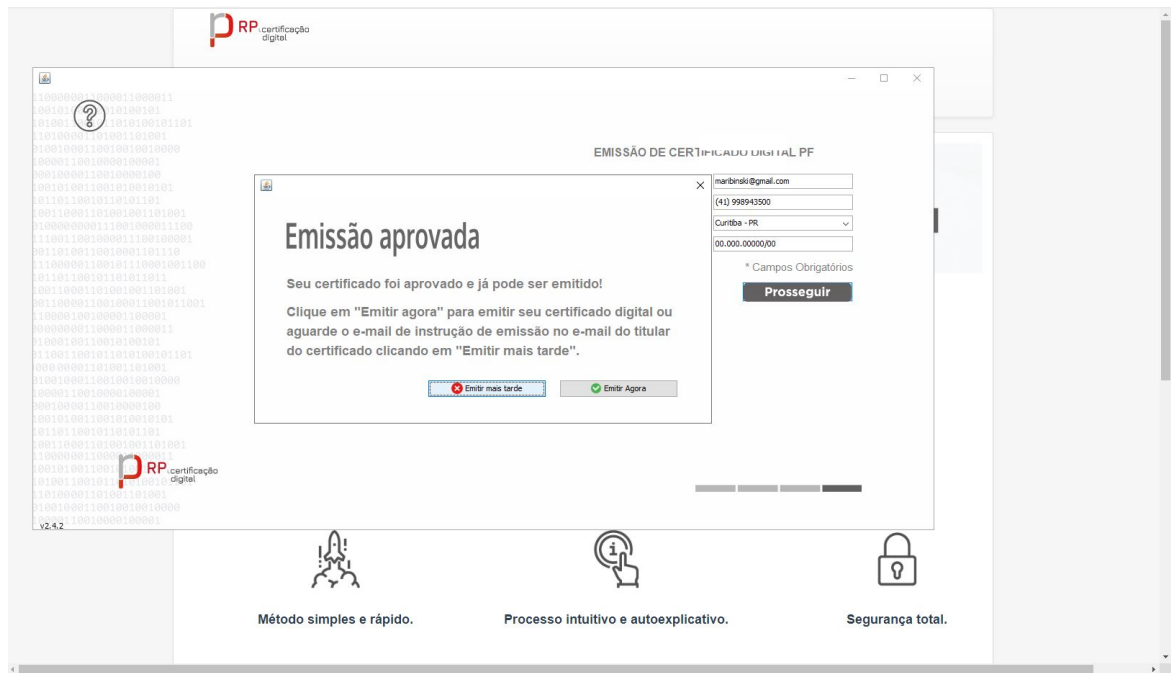 RP.certificação
digital
EMISSÃO DE CERTIFICADO DIGITAL PF
maribinski@gmail.com
(41) 998943500
Curitiba - PR
00.000.00000/00
* Campos Obrigatórios
Prosseguir
Emissão aprovada
Seu certificado foi aprovado e já pode ser emitido!
Clique em "Emitir agora" para emitir seu certificado digital ou
aguarde o e-mail de instrução de emissão no e-mail do titular
do certificado clicando em "Emitir mais tarde".
Emitir mais tarde
Emitir Agora
RP.certificação
digital
v2.4.2
Método simples e rápido.
Processo intuitivo e autoexplicativo.
Segurança total.